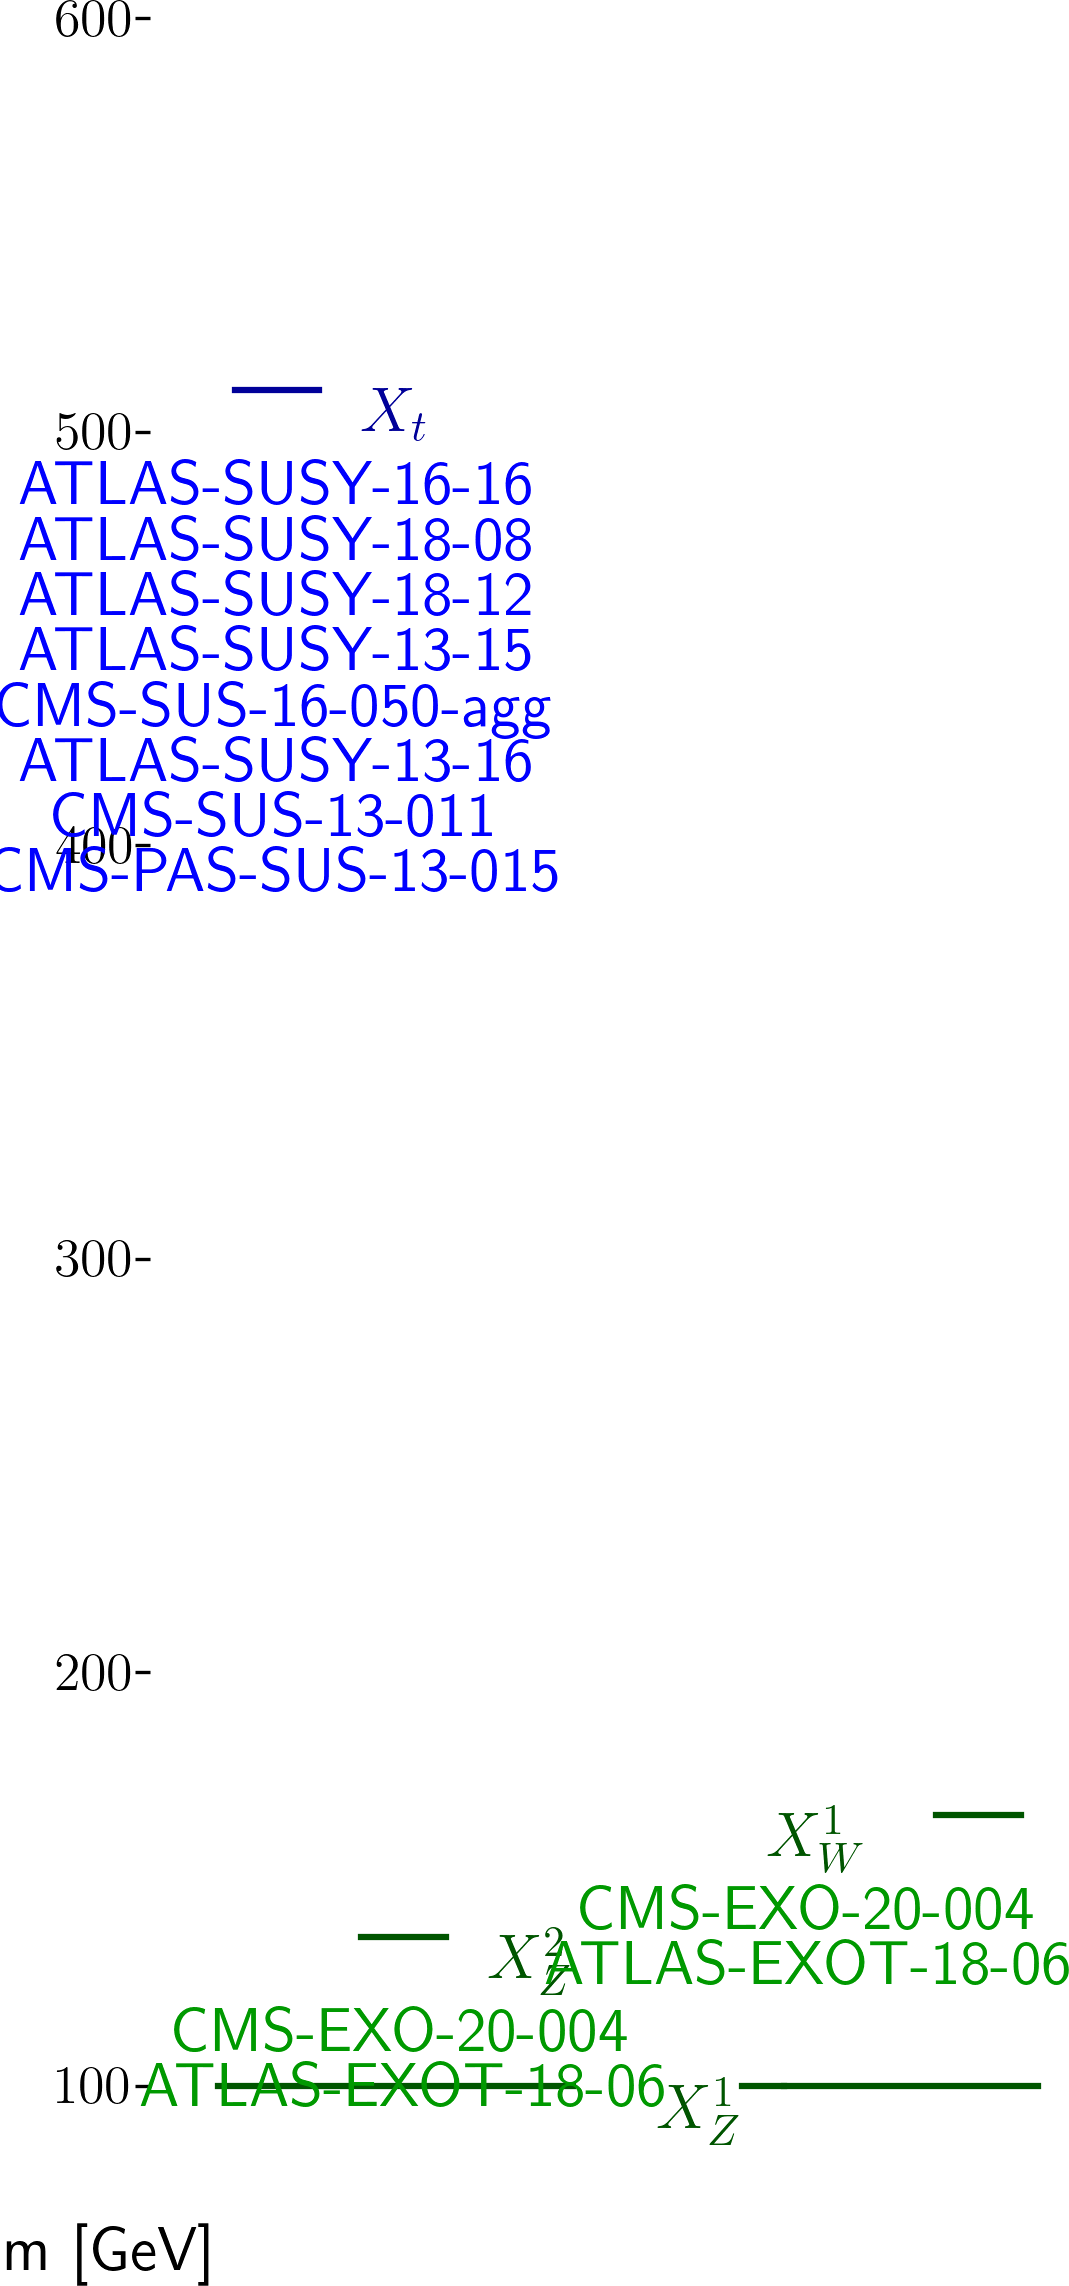 600
X_t
500
ATLAS-SUSY-16-16
ATLAS-SUSY-18-08
ATLAS-SUSY-18-12
ATLAS-SUSY-13-15
CMS-SUS-16-050-agg
ATLAS-SUSY-13-16
CMS-SUS-13-011
400
CMS-PAS-SUS-13-015
300
200
X_W^1
CMS-EXO-20-004
X_Z^2
ATLAS-EXOT-18-06
CMS-EXO-20-004
100
ATLAS-EXOT-18-06
X_Z^1
m [GeV]